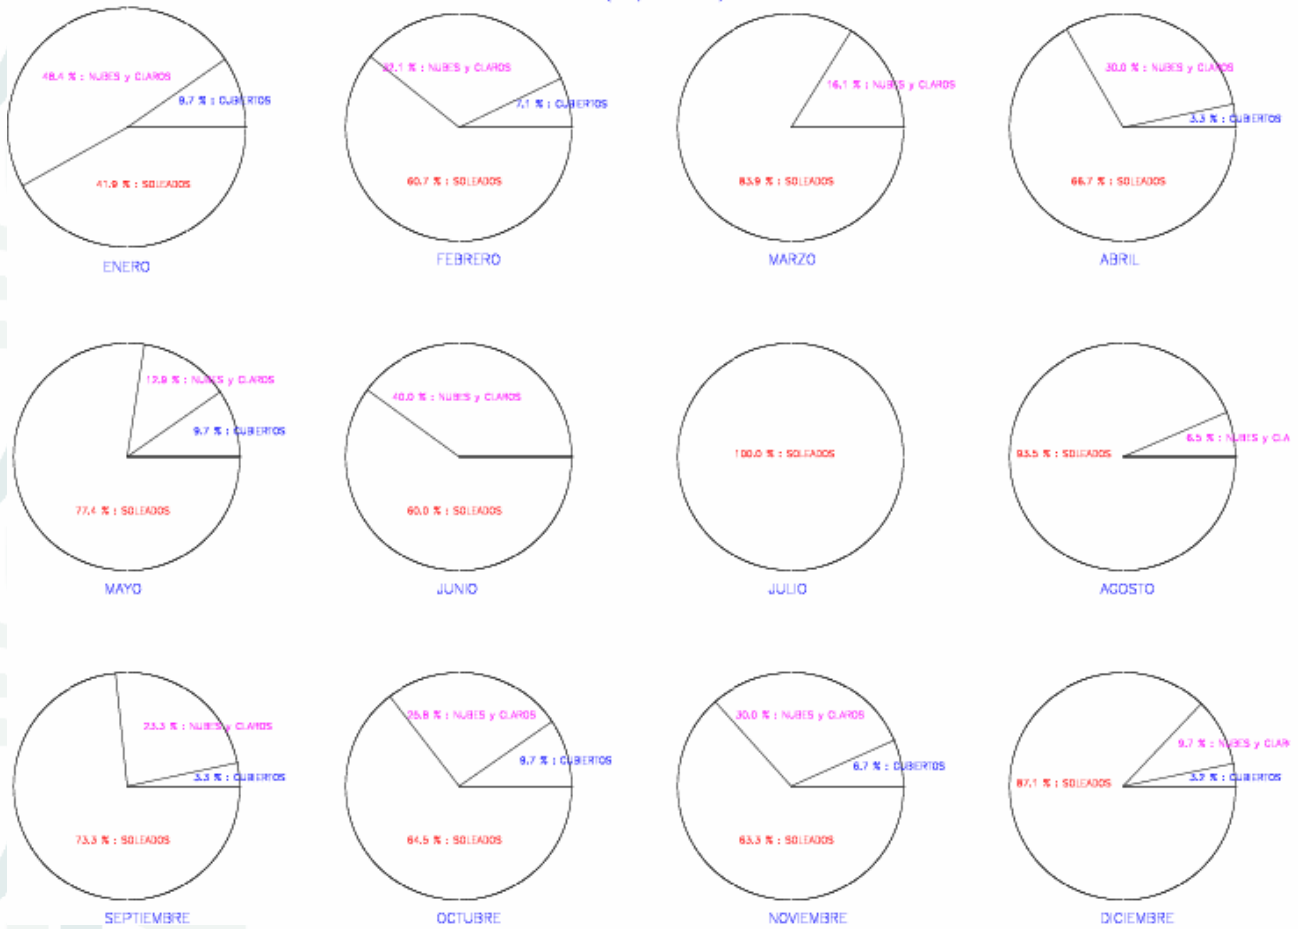 48.4 % : NUBES y CLAROS
9.7 % : CUBIERTOS
41.9 % : SOLEADOS
ENERO
32.1 % : NUBES y CLAROS
7.1 % : CUBIERTOS
60.7 % : SOLEADOS
FEBRERO
16.1 % : NUBES y CLAROS
83.9 % : SOLEADOS
MARZO
30.0 % : NUBES y CLAROS
3.3 % : CUBIERTOS
66.7 % : SOLEADOS
ABRIL
12.9 % : NUBES y CLAROS
9.7 % : CUBIERTOS
77.4 % : SOLEADOS
MAYO
40.0 % : NUBES y CLAROS
60.0 % : SOLEADOS
JUNIO
100.0 % : SOLEADOS
JULIO
6.5 % : NUBES y CLA
93.5 % : SOLEADOS
AGOSTO
23.3 % : NUBES y CLAROS
3.3 % : CUBIERTOS
73.3 % : SOLEADOS
SEPTIEMBRE
25.8 % : NUBES y CLAROS
9.7 % : CUBIERTOS
64.5 % : SOLEADOS
OCTUBRE
30.0 % : NUBES y CLAROS
6.7 % : CUBIERTOS
63.3 % : SOLEADOS
NOVIEMBRE
9.7 % : NUBES y CLAR
3.2 % : CUBIERTOS
87.1 % : SOLEADOS
DICIEMBRE